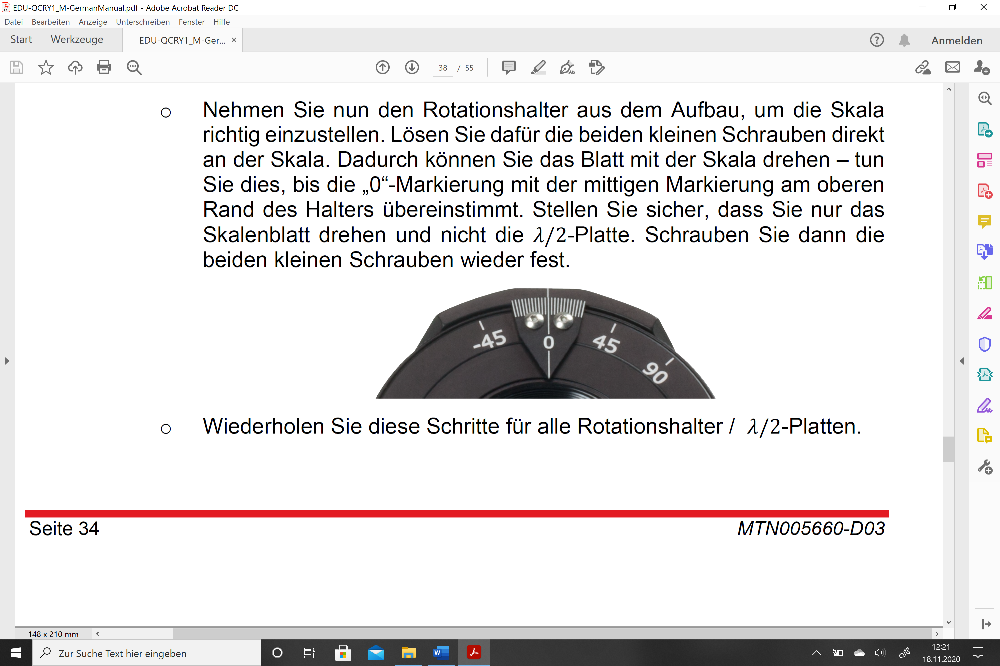 EDU-QCRY1_M-GermanManual.pdf - Adobe Acrobat Reader DC
Datei Bearbeiten Anzeige Unterschreiben Fenster Hilfe
Start Werkzeuge EDU-QCRY1_M-Ger... × Anmelden
38 / 55
○ Nehmen Sie nun den Rotationshalter aus dem Aufbau, um die Skala
richtig einzustellen. Lösen Sie dafür die beiden kleinen Schrauben direkt
an der Skala. Dadurch können Sie das Blatt mit der Skala drehen – tun
Sie dies, bis die „0“-Markierung mit der mittigen Markierung am oberen
Rand des Halters übereinstimmt. Stellen Sie sicher, dass Sie nur das
Skalenblatt drehen und nicht die λ/2-Platte. Schrauben Sie dann die
beiden kleinen Schrauben wieder fest.
-45 0 45 90
○ Wiederholen Sie diese Schritte für alle Rotationshalter / λ/2-Platten.
Seite 34 MTN005660-D03
148 x 210 mm
Zur Suche Text hier eingeben
12:21
18.11.2020